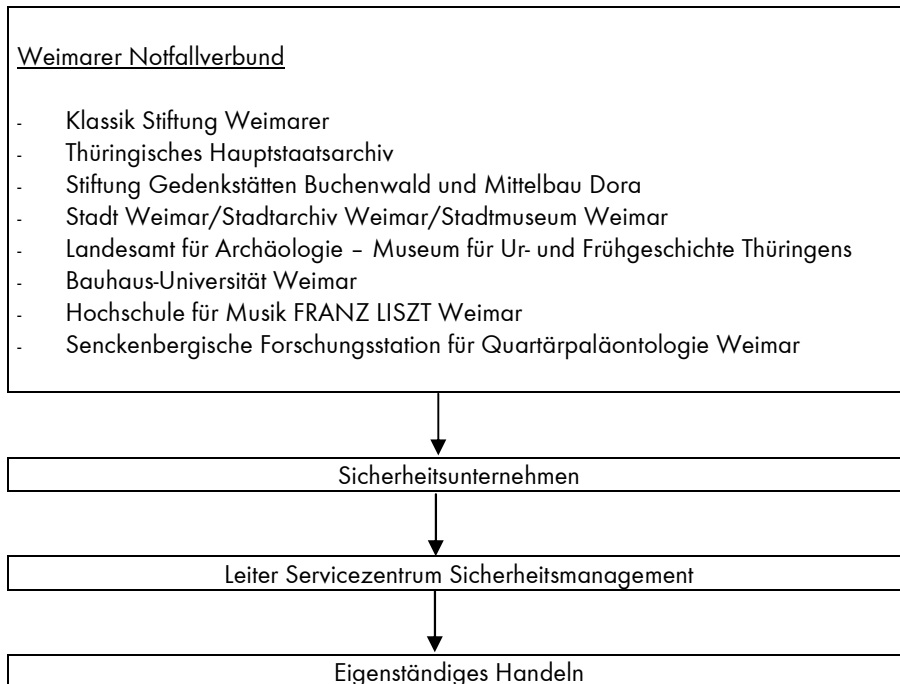 Weimarer Notfallverbund
- Klassik Stiftung Weimarer
- Thüringisches Hauptstaatsarchiv
- Stiftung Gedenkstätten Buchenwald und Mittelbau Dora
- Stadt Weimar/Stadtarchiv Weimar/Stadtmuseum Weimar
- Landesamt für Archäologie – Museum für Ur- und Frühgeschichte Thüringens
- Bauhaus-Universität Weimar
- Hochschule für Musik FRANZ LISZT Weimar
- Senckenbergische Forschungsstation für Quartärpaläontologie Weimar
Sicherheitsunternehmen
Leiter Servicezentrum Sicherheitsmanagement
Eigenständiges Handeln